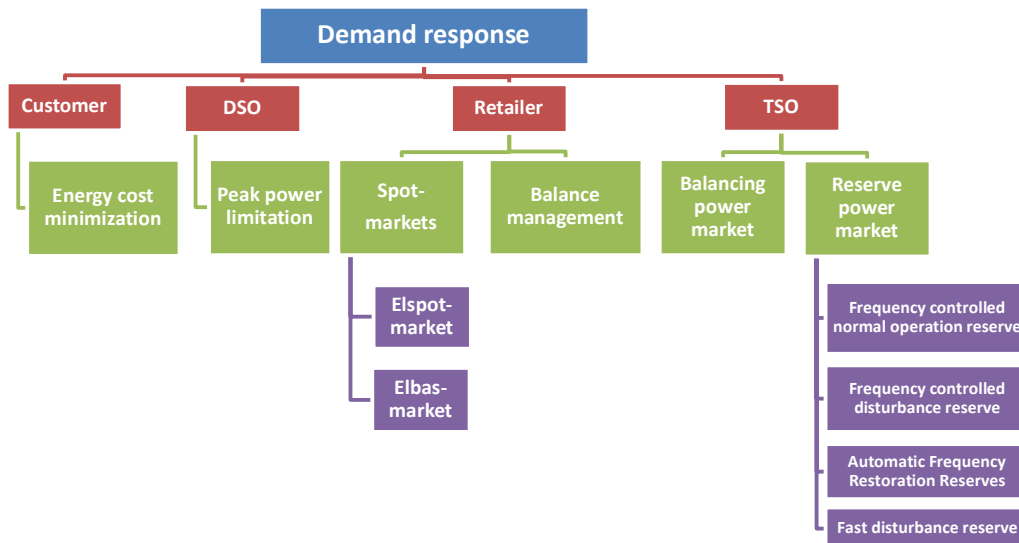 Demand response
Customer
DSO
Retailer
TSO
Energy cost
minimization
Peak power
limitation
Spot-
markets
Balance
management
Balancing
power
market
Reserve
power
market
Elspot-
market
Elbas-
market
Frequency controlled
normal operation reserve
Frequency controlled
disturbance reserve
Automatic Frequency
Restoration Reserves
Fast disturbance reserve